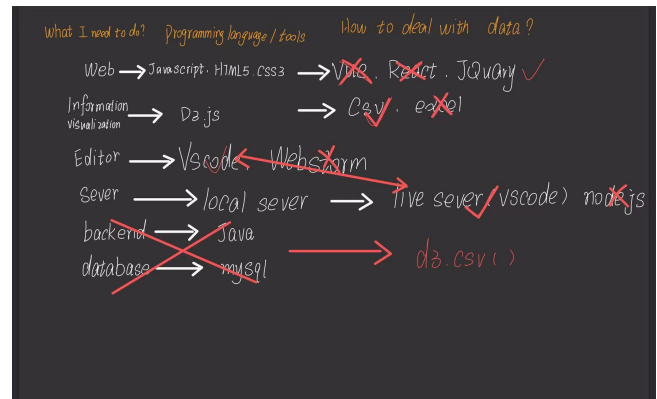 What I need to do? Programming language / tools How to deal with data?
Web Javascript. HTML5. CSS3 Vue. React. JQuary
Information visualization D3.js Csv. excel
Editor Vscode Webstorm
Sever local sever live sever (vscode) node.js
backend Java
database mysql d3.csv()